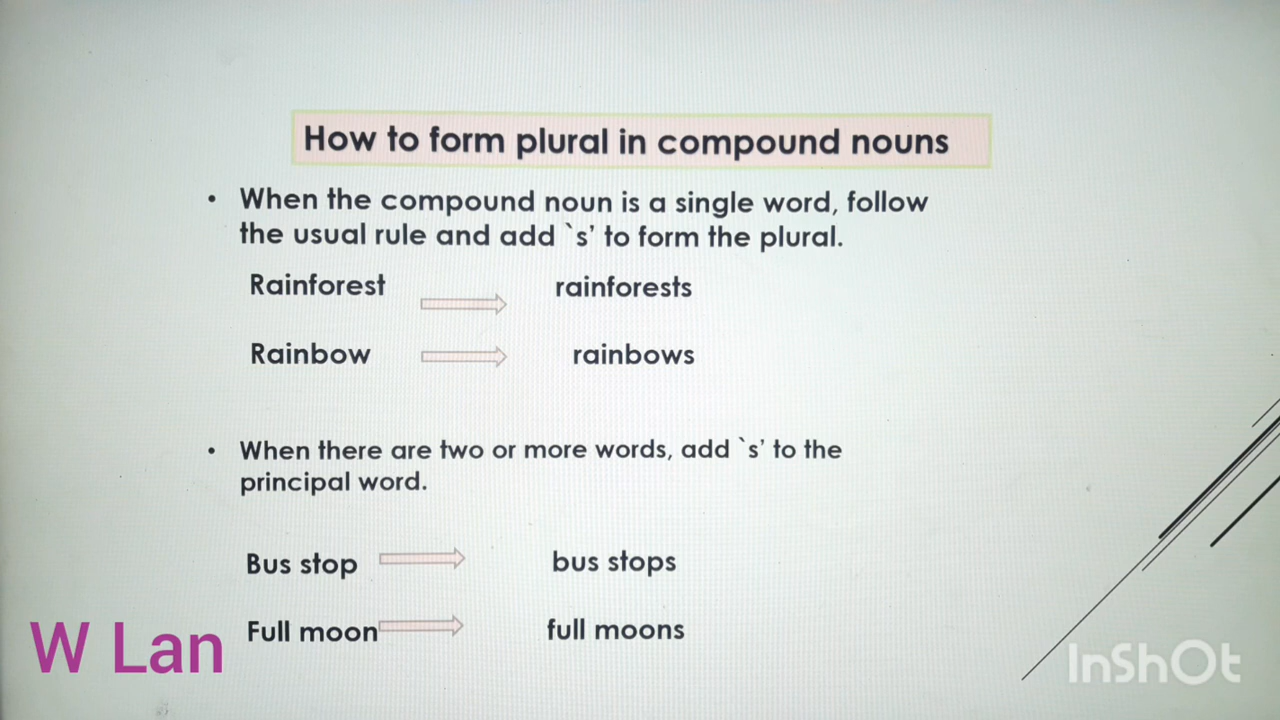 How to form plural in compound nouns
• When the compound noun is a single word, follow
the usual rule and add `s’ to form the plural.
Rainforest rainforests
Rainbow rainbows
• When there are two or more words, add `s’ to the
principal word.
Bus stop bus stops
Full moon full moons
W Lan
InShOt